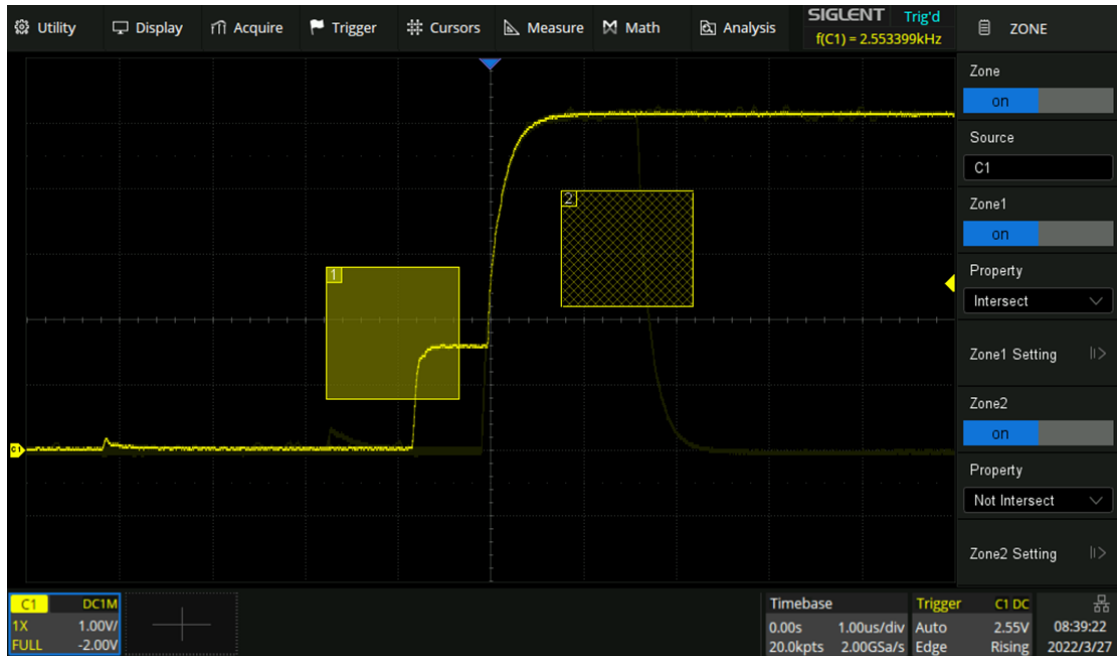 Utility Display Acquire Trigger Cursors Measure Math Analysis
SIGLENT Trig'd
f(C1) = 2.553399kHz
ZONE
Zone
on
Source
C1
Zone1
on
Property
Intersect
Zone1 Setting
Zone2
on
Property
Not Intersect
Zone2 Setting
1
2
C1
C1 DC1M
1X 1.00V/
FULL -2.00V
Timebase
0.00s 1.00us/div
20.0kpts 2.00GSa/s
Trigger C1 DC
Auto 2.55V
Edge Rising
08:39:22
2022/3/27